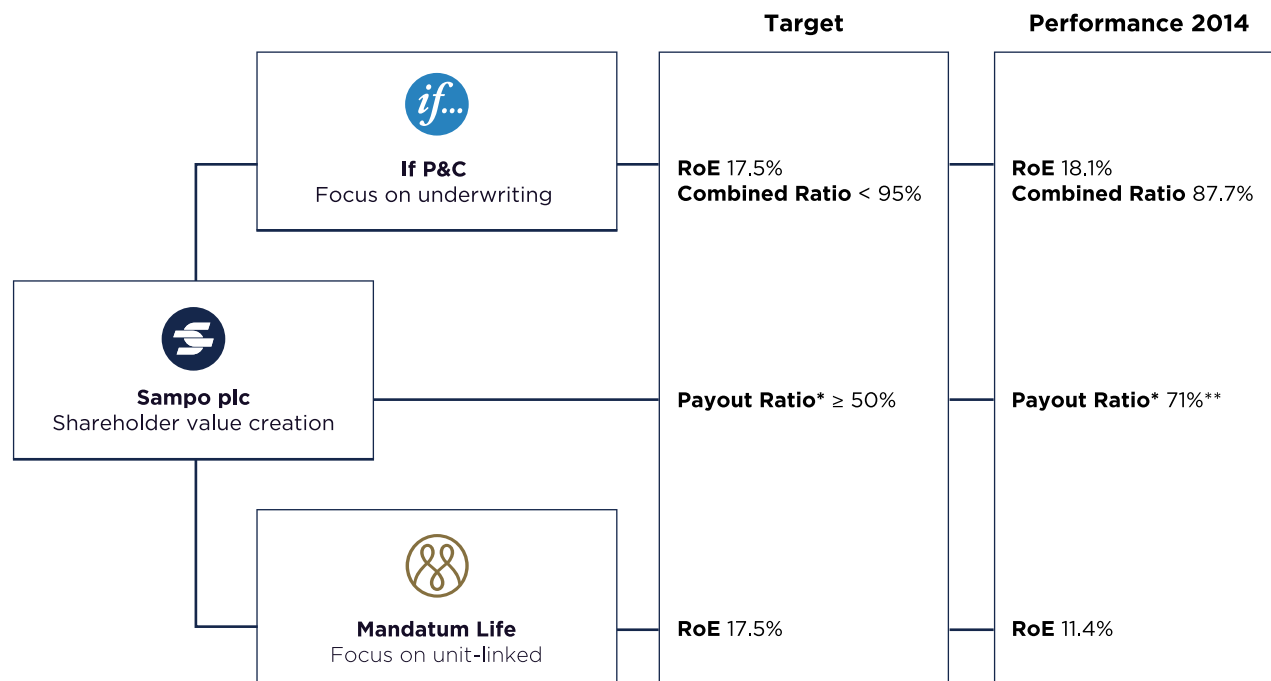 Target
Performance 2014
if...
If P&C
Focus on underwriting
RoE 17.5%
Combined Ratio < 95%
RoE 18.1%
Combined Ratio 87.7%
Sampo plc
Shareholder value creation
Payout Ratio* ≥ 50%
Payout Ratio* 71%**
Mandatum Life
Focus on unit-linked
RoE 17.5%
RoE 11.4%